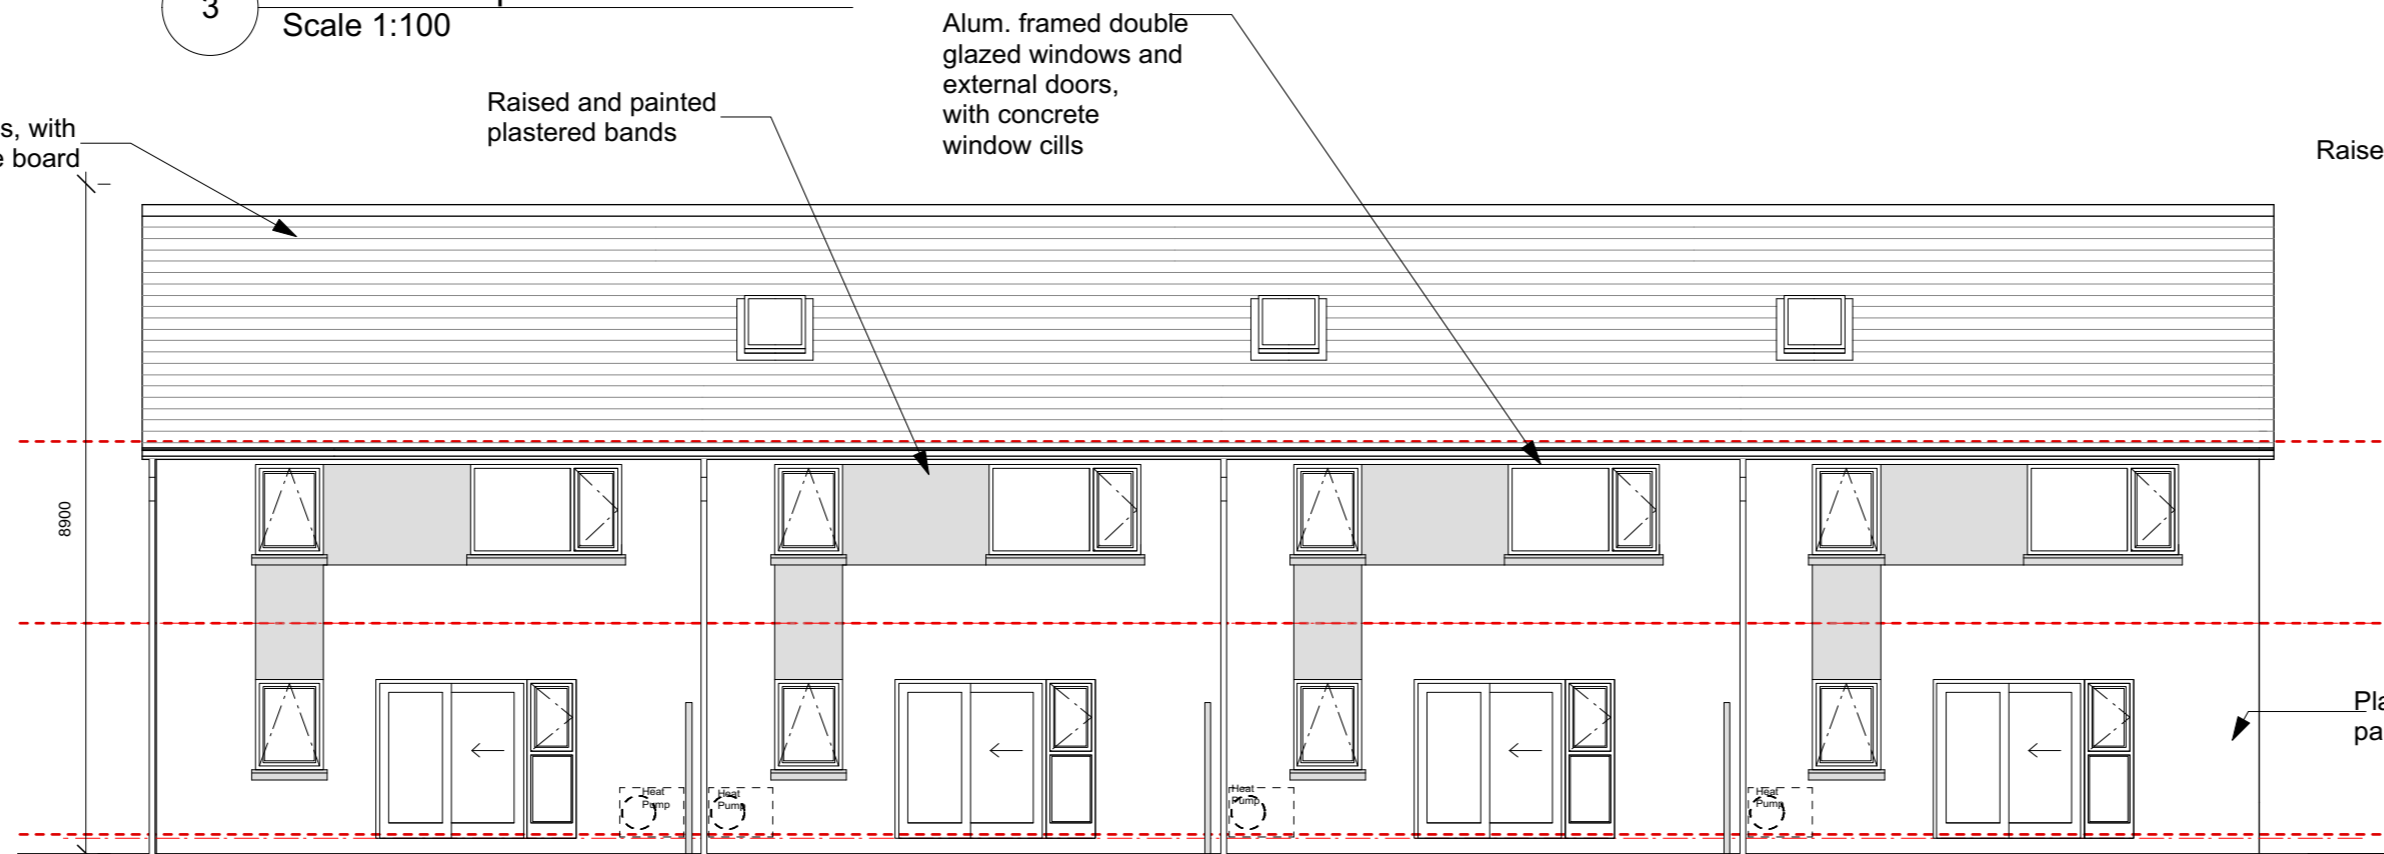 3
Scale 1:100
Alum. framed double
glazed windows and
external doors,
with concrete
window cills
Raised and painted
plastered bands
s, with
e board
Raise
8900
Pla
pa
Heat
Pump
Heat
Pump
Heat
Pump
Heat
Pump